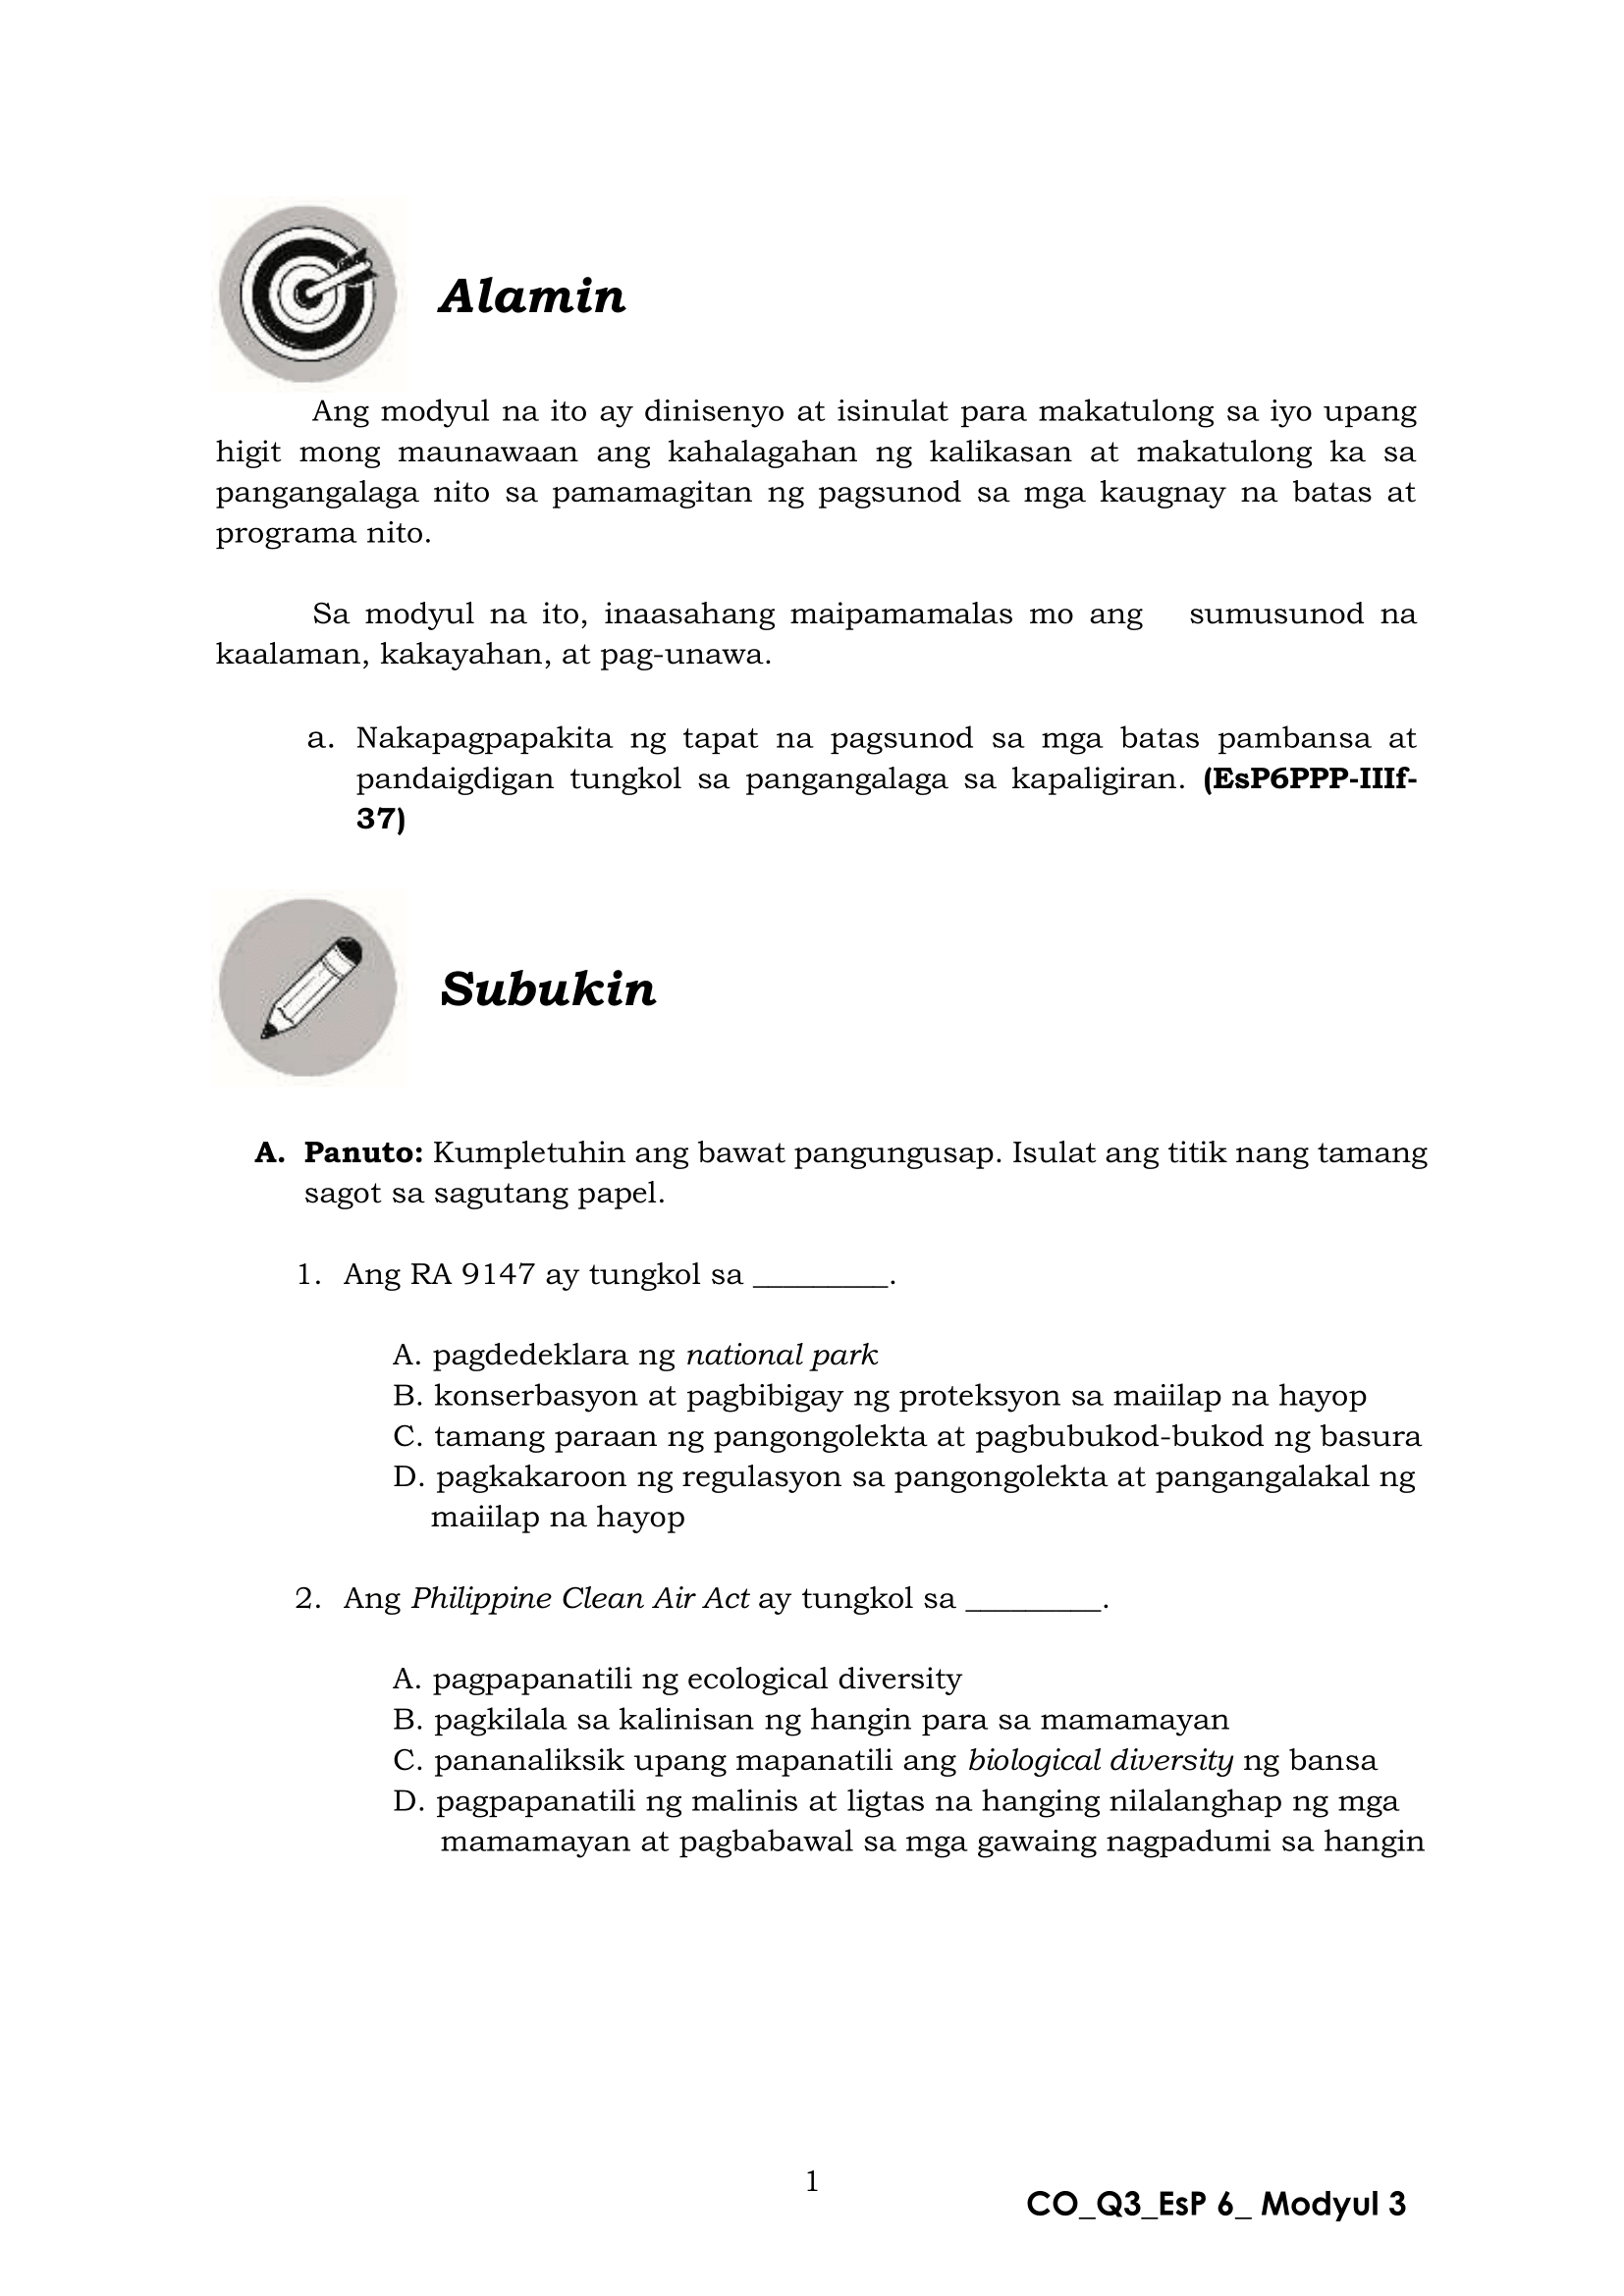 Alamin
Ang modyul na ito ay dinisenyo at isinulat para makatulong sa iyo upang
higit mong maunawaan ang kahalagahan ng kalikasan at makatulong ka sa
pangangalaga nito sa pamamagitan ng pagsunod sa mga kaugnay na batas at
programa nito.
Sa modyul na ito, inaasahang maipamamalas mo ang sumusunod na
kaalaman, kakayahan, at pag-unawa.
a. Nakapagpapakita ng tapat na pagsunod sa mga batas pambansa at
pandaigdigan tungkol sa pangangalaga sa kapaligiran. (EsP6PPP-IIIf-
37)
Subukin
A. Panuto: Kumpletuhin ang bawat pangungusap. Isulat ang titik nang tamang
sagot sa sagutang papel.
1. Ang RA 9147 ay tungkol sa _________.
A. pagdedeklara ng national park
B. konserbasyon at pagbibigay ng proteksyon sa maiilap na hayop
C. tamang paraan ng pangongolekta at pagbubukod-bukod ng basura
D. pagkakaroon ng regulasyon sa pangongolekta at pangangalakal ng
maiilap na hayop
2. Ang Philippine Clean Air Act ay tungkol sa _________.
A. pagpapanatili ng ecological diversity
B. pagkilala sa kalinisan ng hangin para sa mamamayan
C. pananaliksik upang mapanatili ang biological diversity ng bansa
D. pagpapanatili ng malinis at ligtas na hanging nilalanghap ng mga
mamamayan at pagbabawal sa mga gawaing nagpadumi sa hangin
1
CO_Q3_EsP 6_ Modyul 3